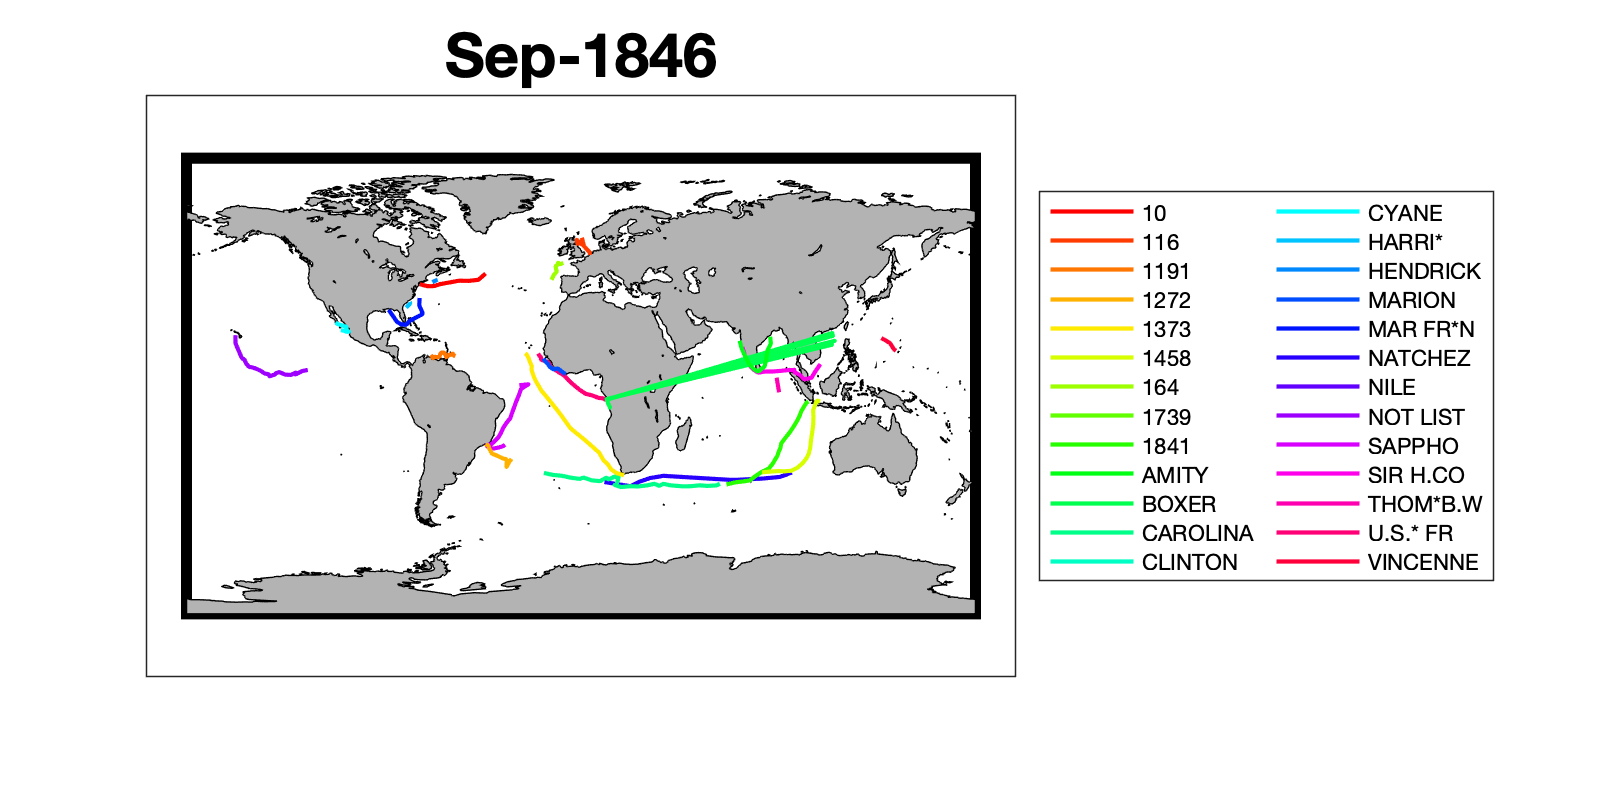 Sep-1846
10
116
1191
1272
1373
1458
164
1739
1841
AMITY
BOXER
CAROLINA
CLINTON
CYANE
HARRI*
HENDRICK
MARION
MAR FR*N
NATCHEZ
NILE
NOT LIST
SAPPHO
SIR H.CO
THOM*B.W
U.S.* FR
VINCENNE